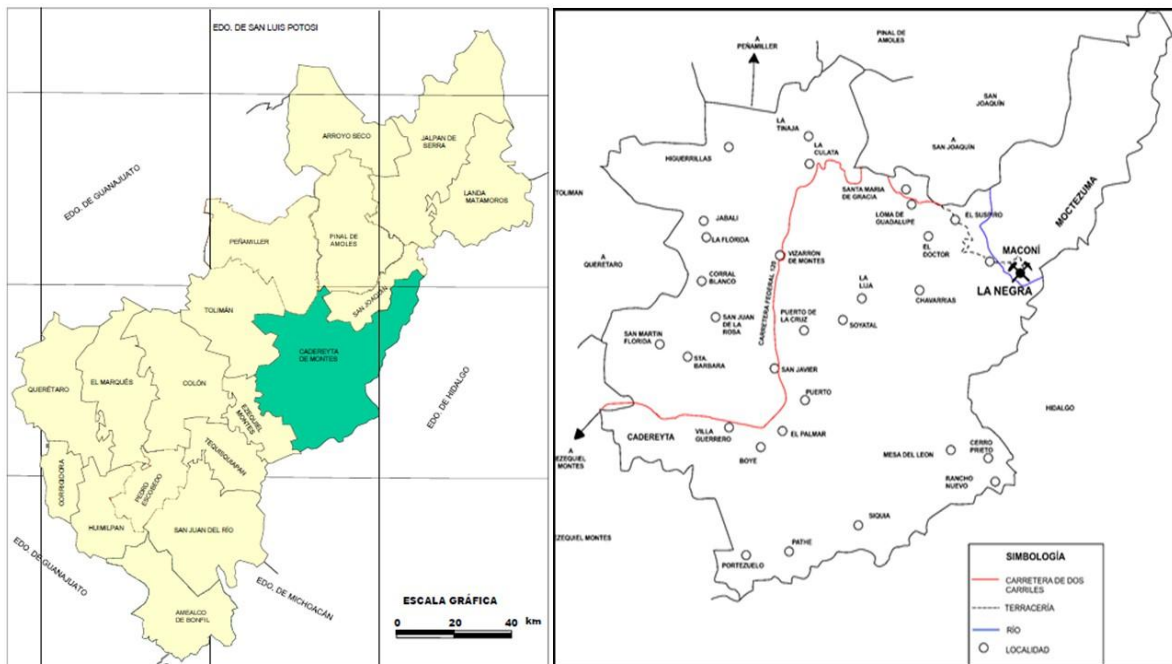 EDO. DE SAN LUIS POTOSI
EDO. DE GUANAJUATO
ARROYO SECO
JALPAN DE
SERRA
LANDA
MATAMOROS
PEÑAMILLER
PINAL DE
AMOLES
SAN JOAQUIN
TOLIMÁN
CADEREYTA
DE MONTES
QUERÉTARO
EL MARQUÉS
COLÓN
EZEQUIEL
MONTES
TEQUISQUIAPAN
EDO. DE HIDALGO
CORREGIDORA
PEDRO
ESCOBEDO
HUIMILPAN
SAN JUAN DEL RÍO
EDO. DE GUANAJUATO
EDO. DE MICHOACÁN
AMEALCO
DE BONFIL
ESCALA GRÁFICA
0 20 40 km
A
PEÑAMILLER
PINAL DE
AMOLES
SAN
JOAQUÍN
A
SAN JOAQUÍN
LA
TINAJA
LA
CULATA
HIGUERRILLAS
TOLIMAN
SANTA MARIA
DE GRACIA
LOMA DE
GUADALUPE
EL SUSPIRO
MOCTEZUMA
JABALI
LA FLORIDA
EL
DOCTOR
MACONÍ
LA NEGRA
A
QUERETARO
VIZARRON
DE MONTES
CORRAL
BLANCO
LA
LIJA
CHAVARRIAS
CARRETERA FEDERAL 120
SAN JUAN
DE LA
ROSA
PUERTO DE
LA CRUZ
SOYATAL
SAN MARTIN
FLORIDA
STA.
BARBARA
SAN JAVIER
PUERTO
HIDALGO
CADEREYTA
VILLA
GUERRERO
EL PALMAR
BOYE
A
EZEQUIEL
MONTES
MESA DEL LEON
CERRO
PRIETO
RANCHO
NUEVO
SIQUIA
EZEQUIEL MONTES
PATHE
PORTEZUELO
SIMBOLOGÍA
CARRETERA DE DOS
CARRILES
TERRACERÍA
RÍO
LOCALIDAD